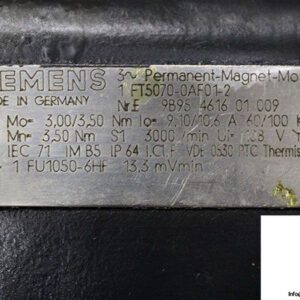 SIEMENS 3~ Permanent-Magnet-Mo
DE IN GERMANY 1 FT5070-0AF01-2
Nr.E 9B95 4616 01 009
Mo= 3,00/3,50 Nm Io= 9,10/10,6 A 60/100 K
Mn= 3,50 Nm S1 3000 /min Ui= V
IEC 71 IM B5 IP 64 I.Cl.F VDE 0530 PTC Thermis
1 FU1050-6HF 13,3 mVmin